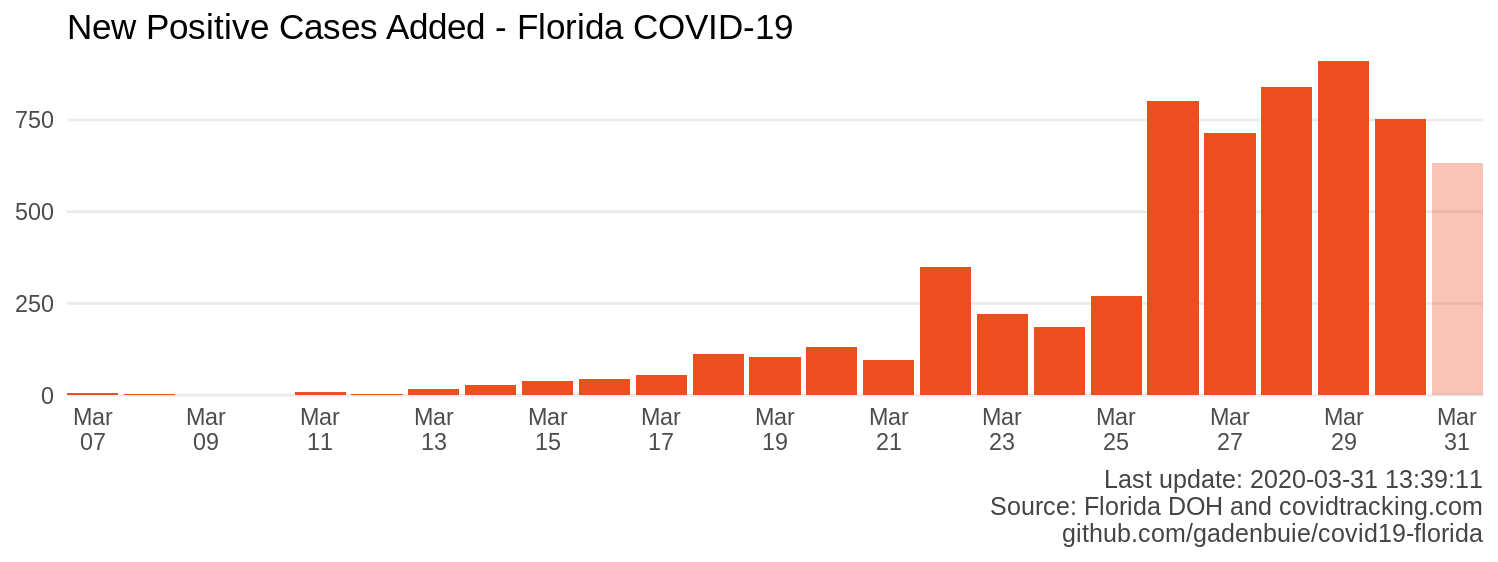 New Positive Cases Added - Florida COVID-19
750
500
250
0
Mar Mar Mar Mar Mar Mar Mar Mar Mar Mar Mar Mar Mar
07 09 11 13 15 17 19 21 23 25 27 29 31
Last update: 2020-03-31 13:39:11
Source: Florida DOH and covidtracking.com
github.com/gadenbuie/covid19-florida